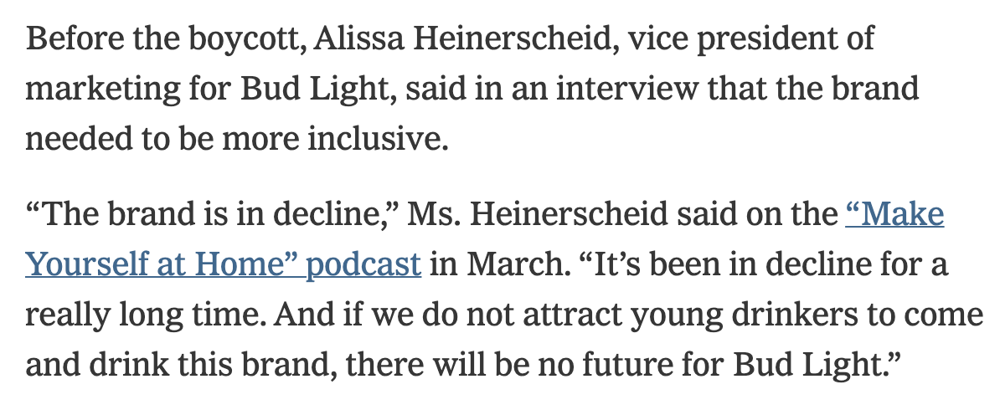 Before the boycott, Alissa Heinerscheid, vice president of
marketing for Bud Light, said in an interview that the brand
needed to be more inclusive.
“The brand is in decline,” Ms. Heinerscheid said on the “Make
Yourself at Home” podcast in March. “It’s been in decline for a
really long time. And if we do not attract young drinkers to come
and drink this brand, there will be no future for Bud Light.”